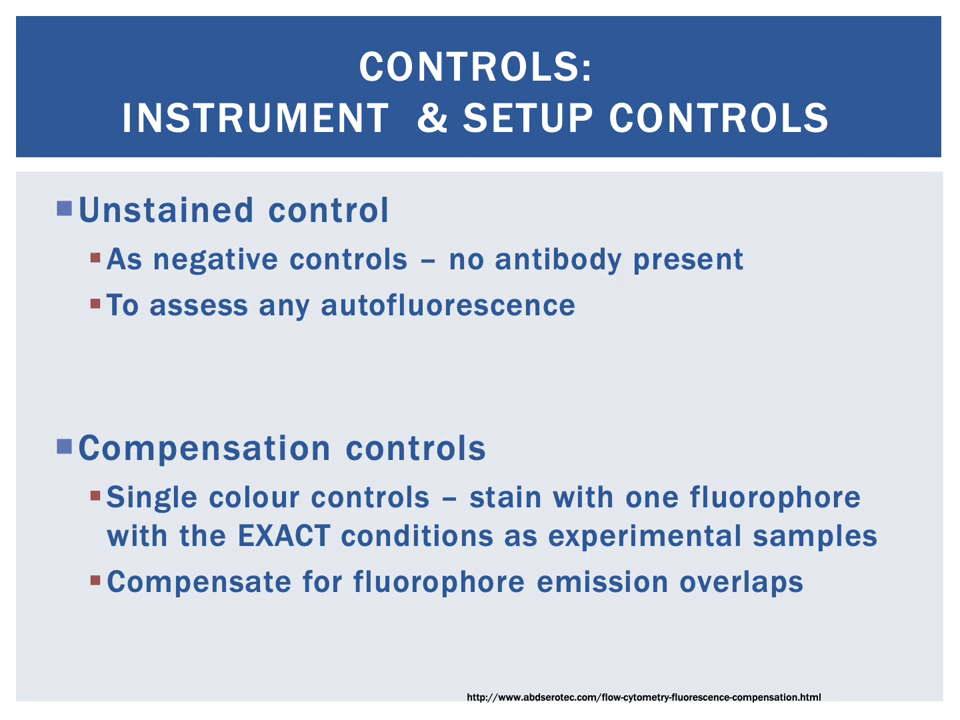 CONTROLS:
INSTRUMENT & SETUP CONTROLS
Unstained control
As negative controls – no antibody present
To assess any autofluorescence
Compensation controls
Single colour controls – stain with one fluorophore
with the EXACT conditions as experimental samples
Compensate for fluorophore emission overlaps
http://www.abdserotec.com/flow-cytometry-fluorescence-compensation.html